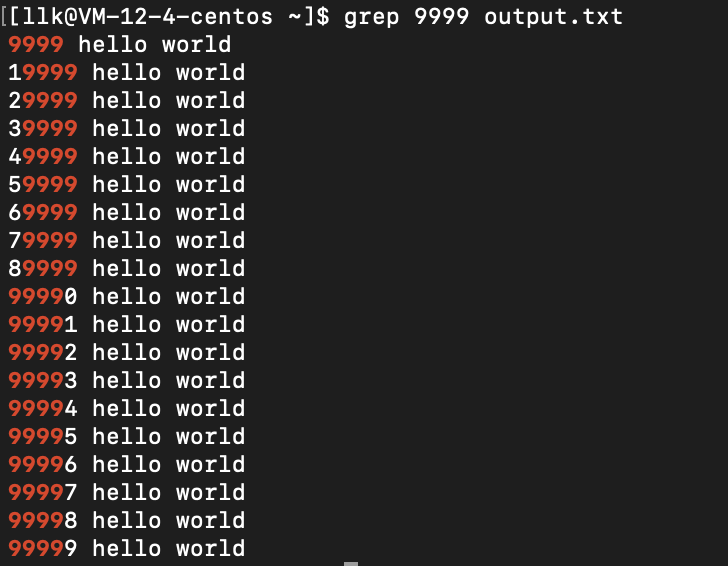 [[llk@VM-12-4-centos ~]$ grep 9999 output.txt
9999 hello world
19999 hello world
29999 hello world
39999 hello world
49999 hello world
59999 hello world
69999 hello world
79999 hello world
89999 hello world
99990 hello world
99991 hello world
99992 hello world
99993 hello world
99994 hello world
99995 hello world
99996 hello world
99997 hello world
99998 hello world
99999 hello world